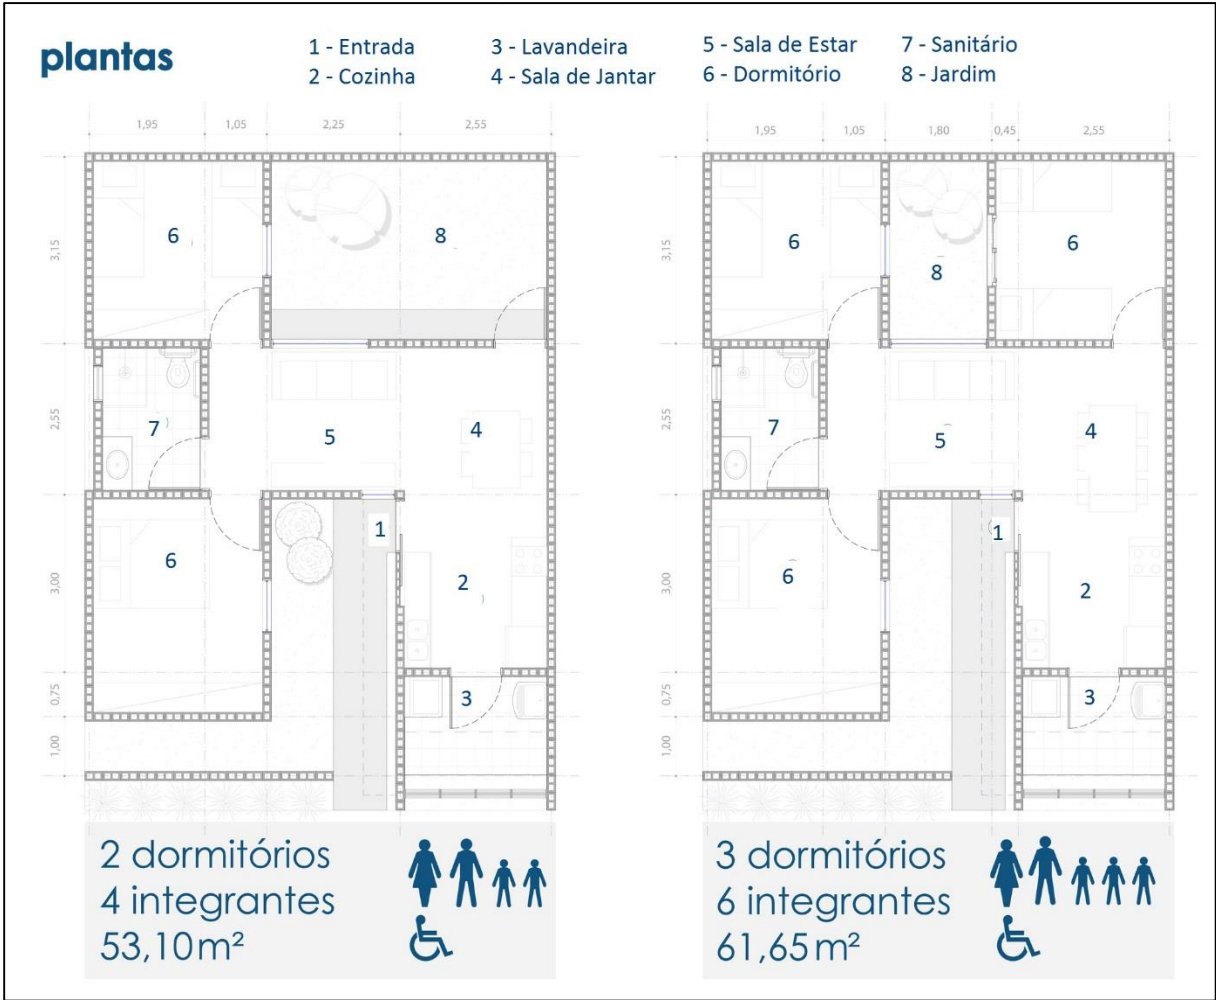 plantas
1 - Entrada
2 - Cozinha
3 - Lavandeira
4 - Sala de Jantar
5 - Sala de Estar
6 - Dormitório
7 - Sanitário
8 - Jardim
1,95 1,05 2,25 2,55
3,15
2,55
3,00
0,75
1,00
6
8
7
5
4
1
6
2
3
2 dormitórios
4 integrantes
53,10 m²
1,95 1,05 1,80 0,45 2,55
3,15
2,55
3,00
0,75
1,00
6
8
6
7
5
4
1
6
2
3
3 dormitórios
6 integrantes
61,65 m²